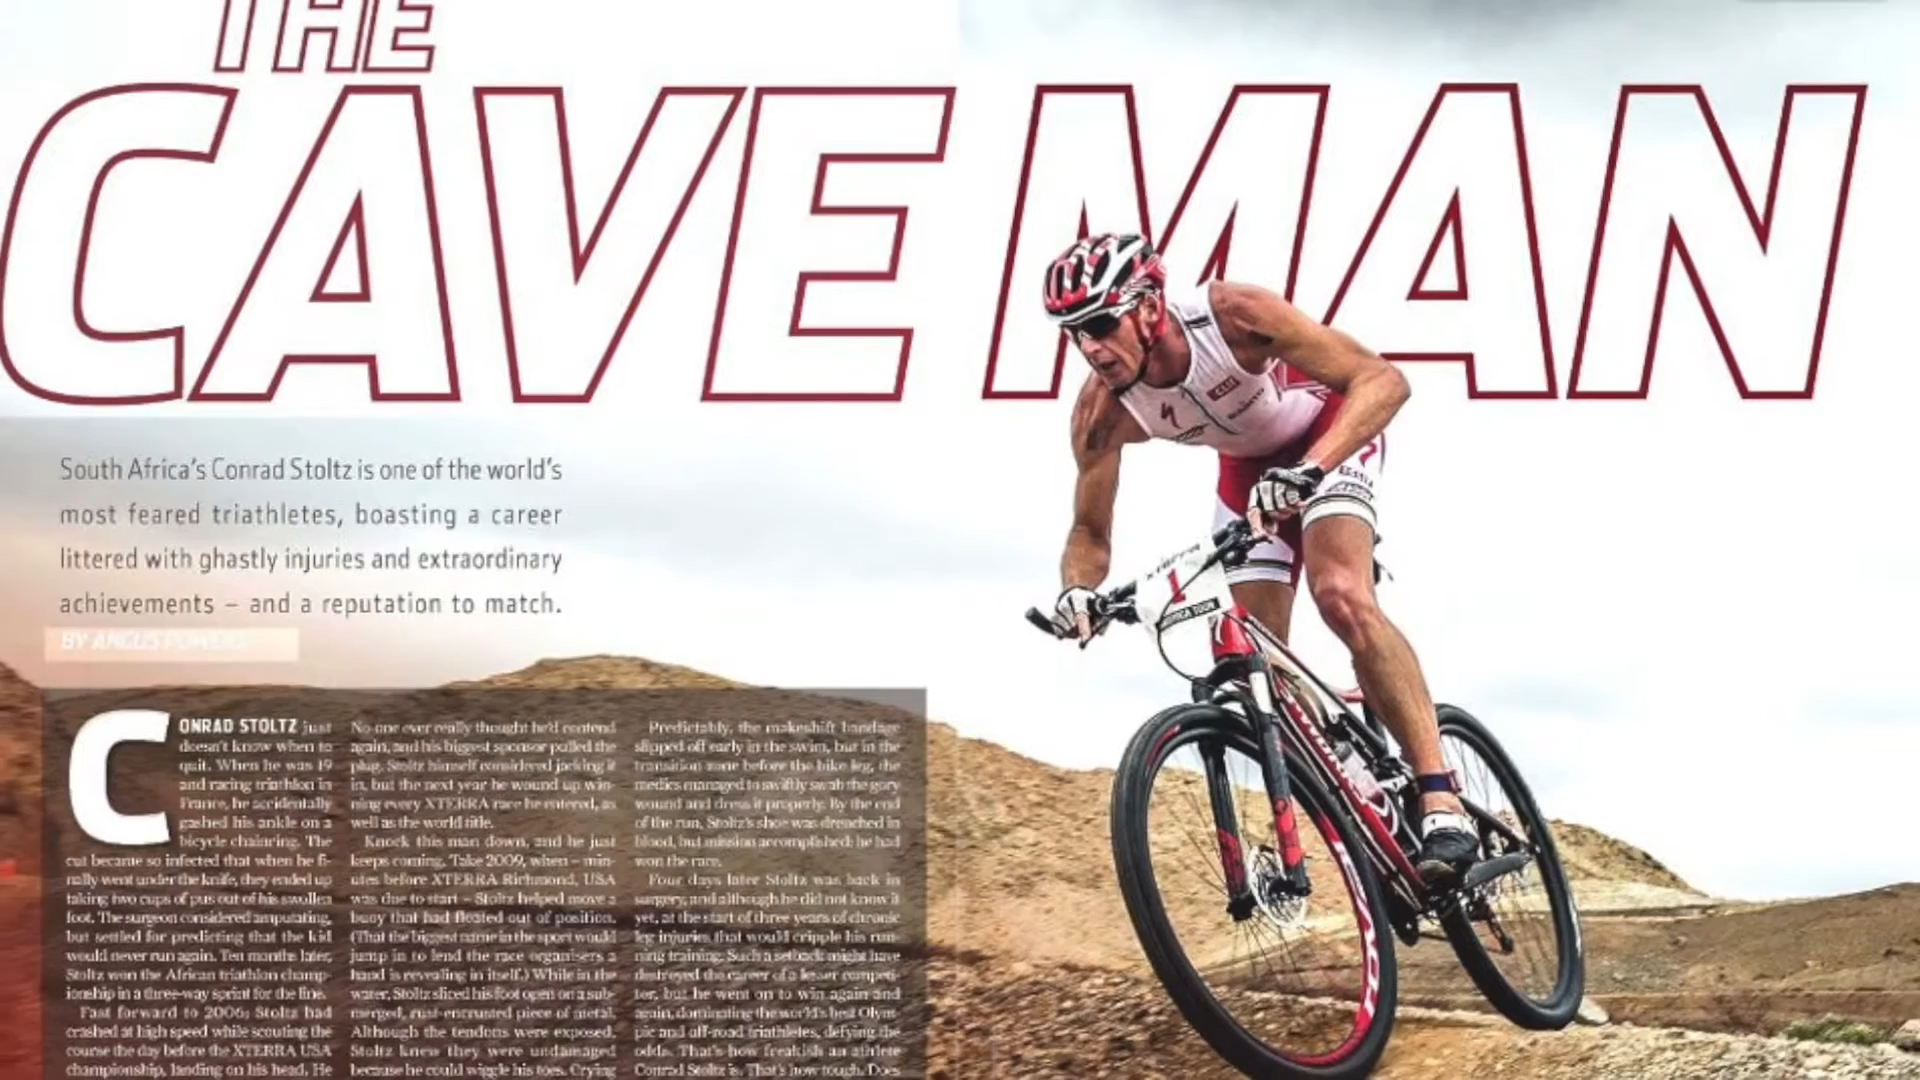 THE
CAVEMAN
South Africa's Conrad Stoltz is one of the world's
most feared triathletes, boasting a career
littered with ghastly injuries and extraordinary
achievements – and a reputation to match.
BY ANGUS POWERS
CONRAD STOLTZ just
doesn't know when to
quit. When he was 19
and racing triathlon in
France, he accidentally
gashed his ankle on a
bicycle chainring. The
cut became so infected that when he fi-
nally went under the knife, they ended up
taking two cups of pus out of his swollen
foot. The surgeon considered amputating,
but settled for predicting that the kid
would never run again. Ten months later,
Stoltz won the African triathlon champ-
ionship in a three-way sprint for the line.
Fast forward to 2006: Stoltz had
crashed at high speed while scouting the
course the day before the XTERRA USA
championship, landing on his head. He
No-one ever really thought he'd contend
again, and his biggest sponsor pulled the
plug. Stoltz himself considered jacking it
in, but the next year he wound up win-
ning every XTERRA race he entered, as
well as the world title.
Knock this man down, and he just
keeps coming. Take 2009, when – min-
utes before XTERRA Richmond, USA
was due to start – Stoltz helped move a
buoy that had floated out of position.
(That the biggest name in the sport would
jump in to lend the race organisers a
hand is revealing in itself.) While in the
water, Stoltz sliced his foot open on a sub-
merged, rust-encrusted piece of metal.
Although the tendons were exposed,
Stoltz knew they were undamaged
because he could wiggle his toes. Crying
Predictably, the makeshift bandage
slipped off early in the swim, but in the
transition zone before the bike leg, the
medics managed to swiftly swab the gory
wound and dress it properly. By the end
of the run, Stoltz's shoe was drenched in
blood, but mission accomplished: he had
won the race.
Four days later Stoltz was back in
surgery, and although he did not know it
yet, at the start of three years of chronic
leg injuries that would cripple his run-
ning training. Such a setback might have
destroyed the career of a lesser competi-
tor, but he went on to win again and
again, dominating the world's best Olym-
pic and off-road triathletes, defying the
odds. That's how freakish an athlete
Conrad Stoltz is. That's how tough. Does
XTERRA
1